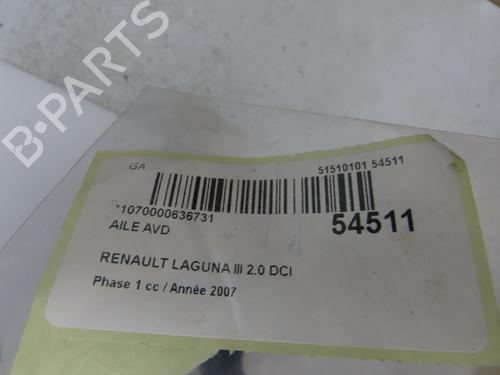 B-PARTS
GA
51510101 54511
*1070000636731
54511
AILE AVD
RENAULT LAGUNA III 2.0 DCI
Phase 1 cc / Année 2007